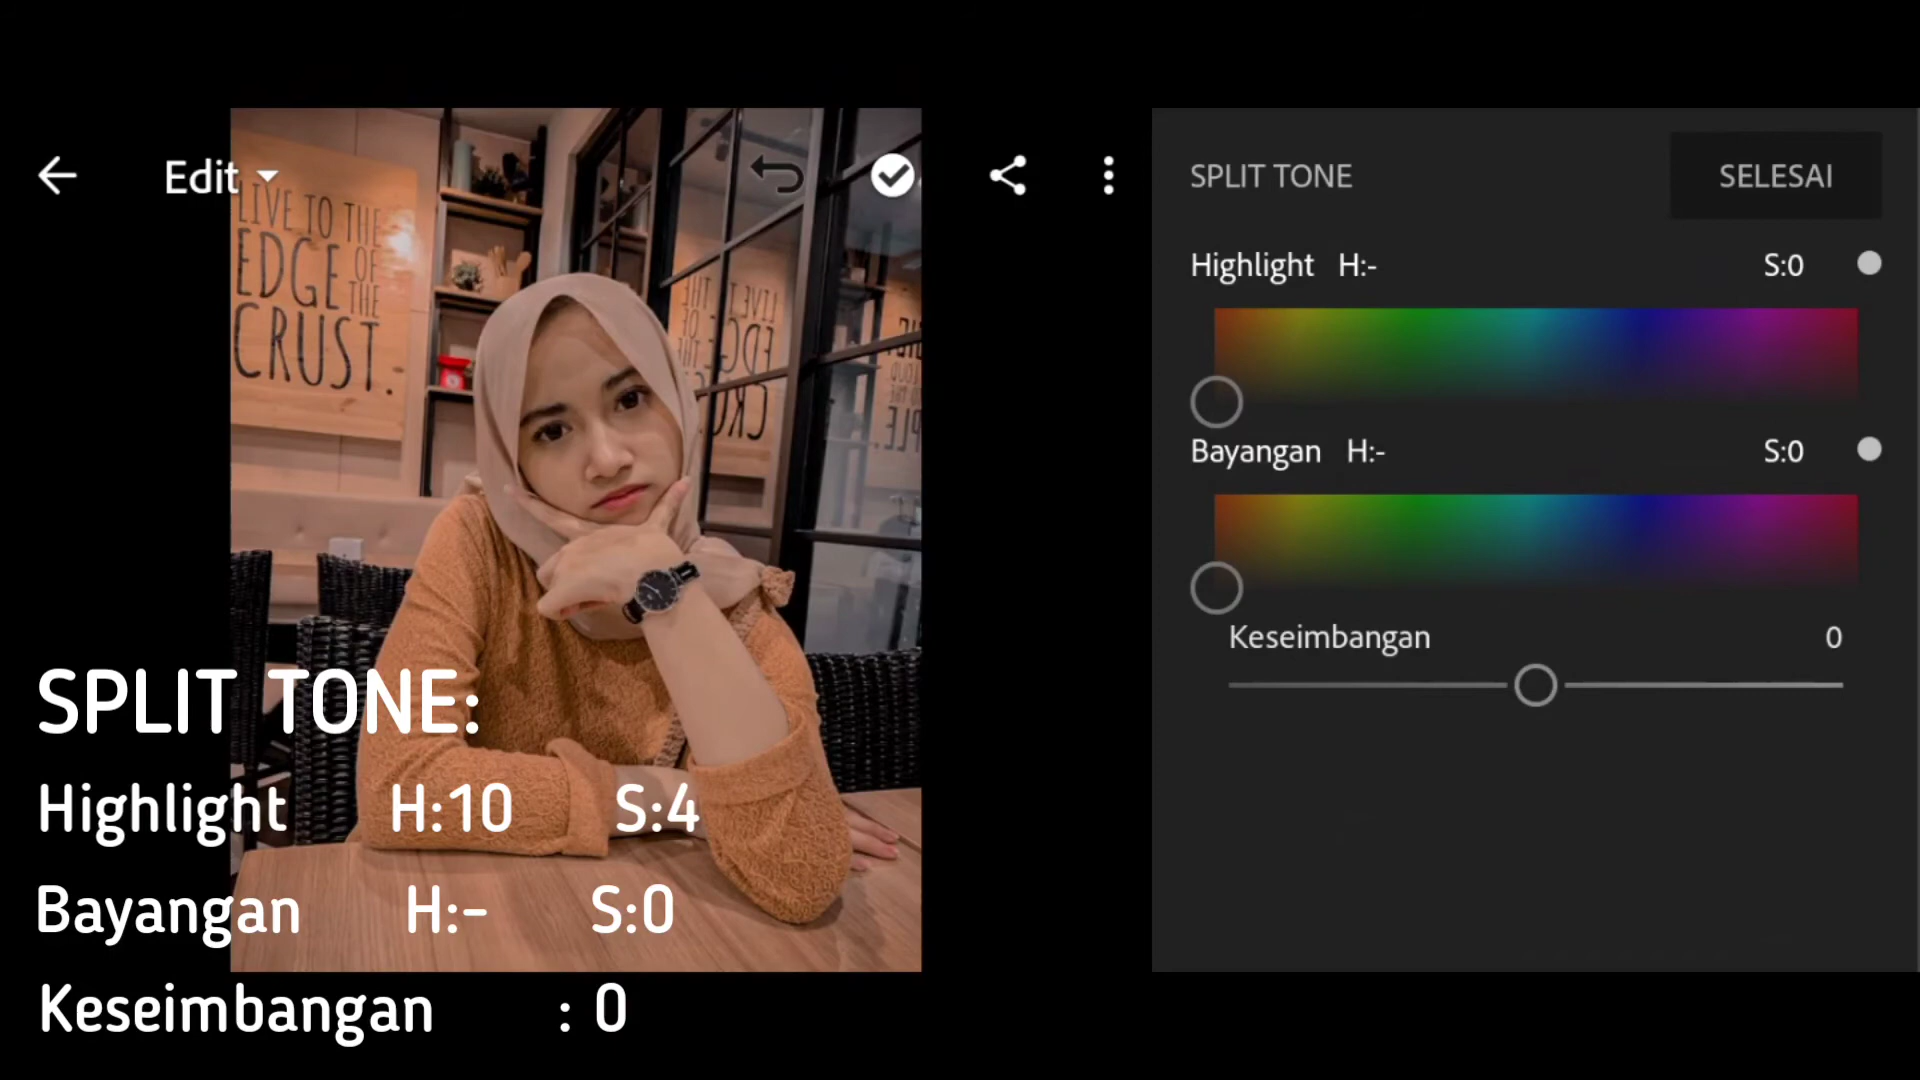 Edit
LIVE TO THE
EDGE OF
THE
CRUST.
SPLIT TONE
SELESAI
Highlight H:- S:0
Bayangan H:- S:0
Keseimbangan 0
SPLIT TONE:
Highlight H:10 S:4
Bayangan H:- S:0
Keseimbangan : 0